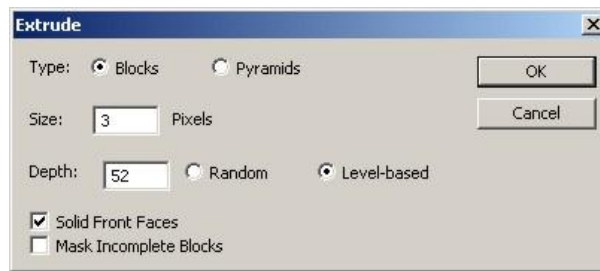 Extrude
Type: Blocks Pyramids OK
Size: 3 Pixels Cancel
Depth: 52 Random Level-based
Solid Front Faces
Mask Incomplete Blocks